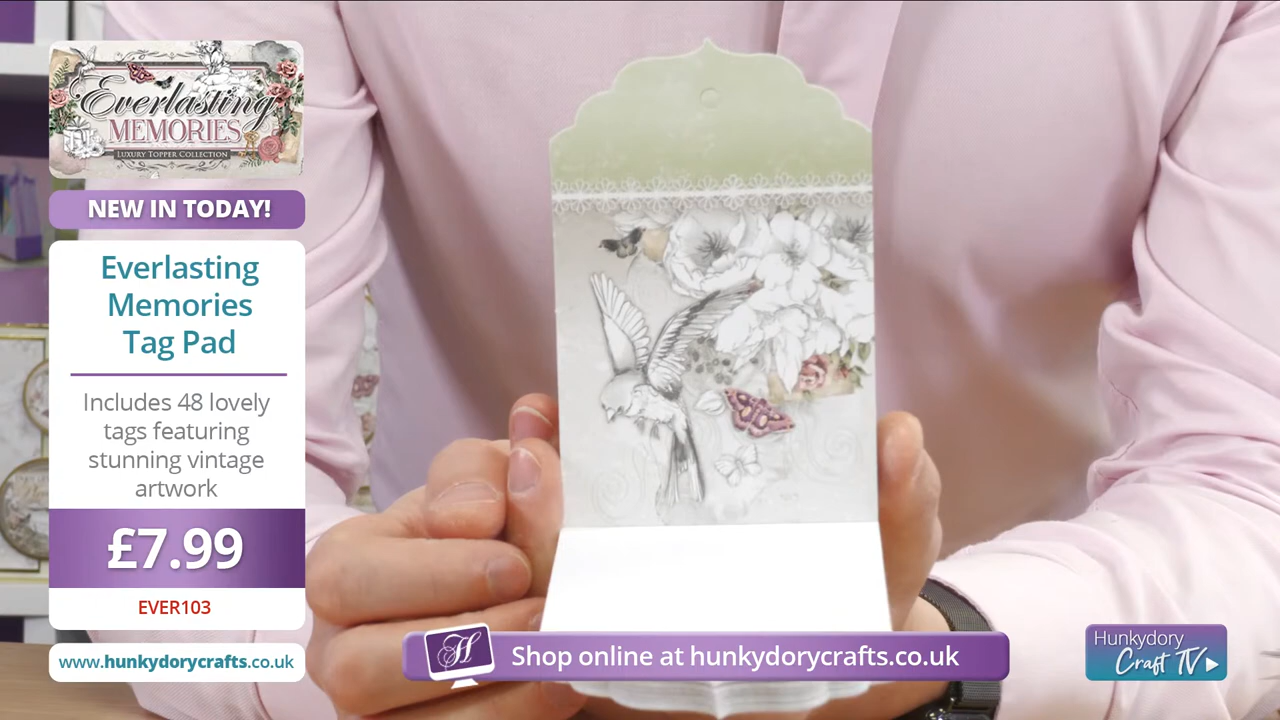 Everlasting
MEMORIES
LUXURY TOPPER COLLECTION
NEW IN TODAY!
Everlasting
Memories
Tag Pad
Includes 48 lovely
tags featuring
stunning vintage
artwork
£7.99
EVER103
www.hunkydorycrafts.co.uk
H
Shop online at hunkydorycrafts.co.uk
Hunkydory
Craft TV